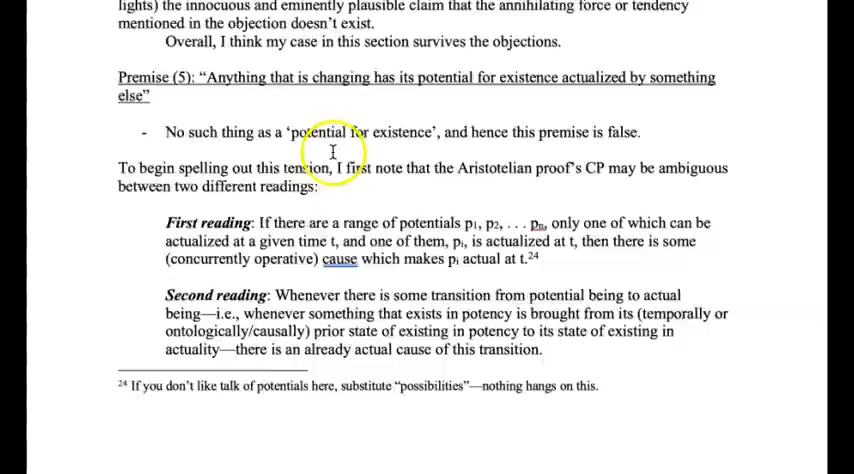 lights) the innocuous and eminently plausible claim that the annihilating force or tendency
mentioned in the objection doesn't exist.
Overall, I think my case in this section survives the objections.
Premise (5): “Anything that is changing has its potential for existence actualized by something
else”
- No such thing as a ‘potential for existence’, and hence this premise is false.
To begin spelling out this tension, I first note that the Aristotelian proof’s CP may be ambiguous
between two different readings:
First reading: If there are a range of potentials p1, p2, . . . pn, only one of which can be
actualized at a given time t, and one of them, pi, is actualized at t, then there is some
(concurrently operative) cause which makes pi actual at t.24
Second reading: Whenever there is some transition from potential being to actual
being—i.e., whenever something that exists in potency is brought from its (temporally or
ontologically/causally) prior state of existing in potency to its state of existing in
actuality—there is an already actual cause of this transition.
24 If you don’t like talk of potentials here, substitute “possibilities”—nothing hangs on this.